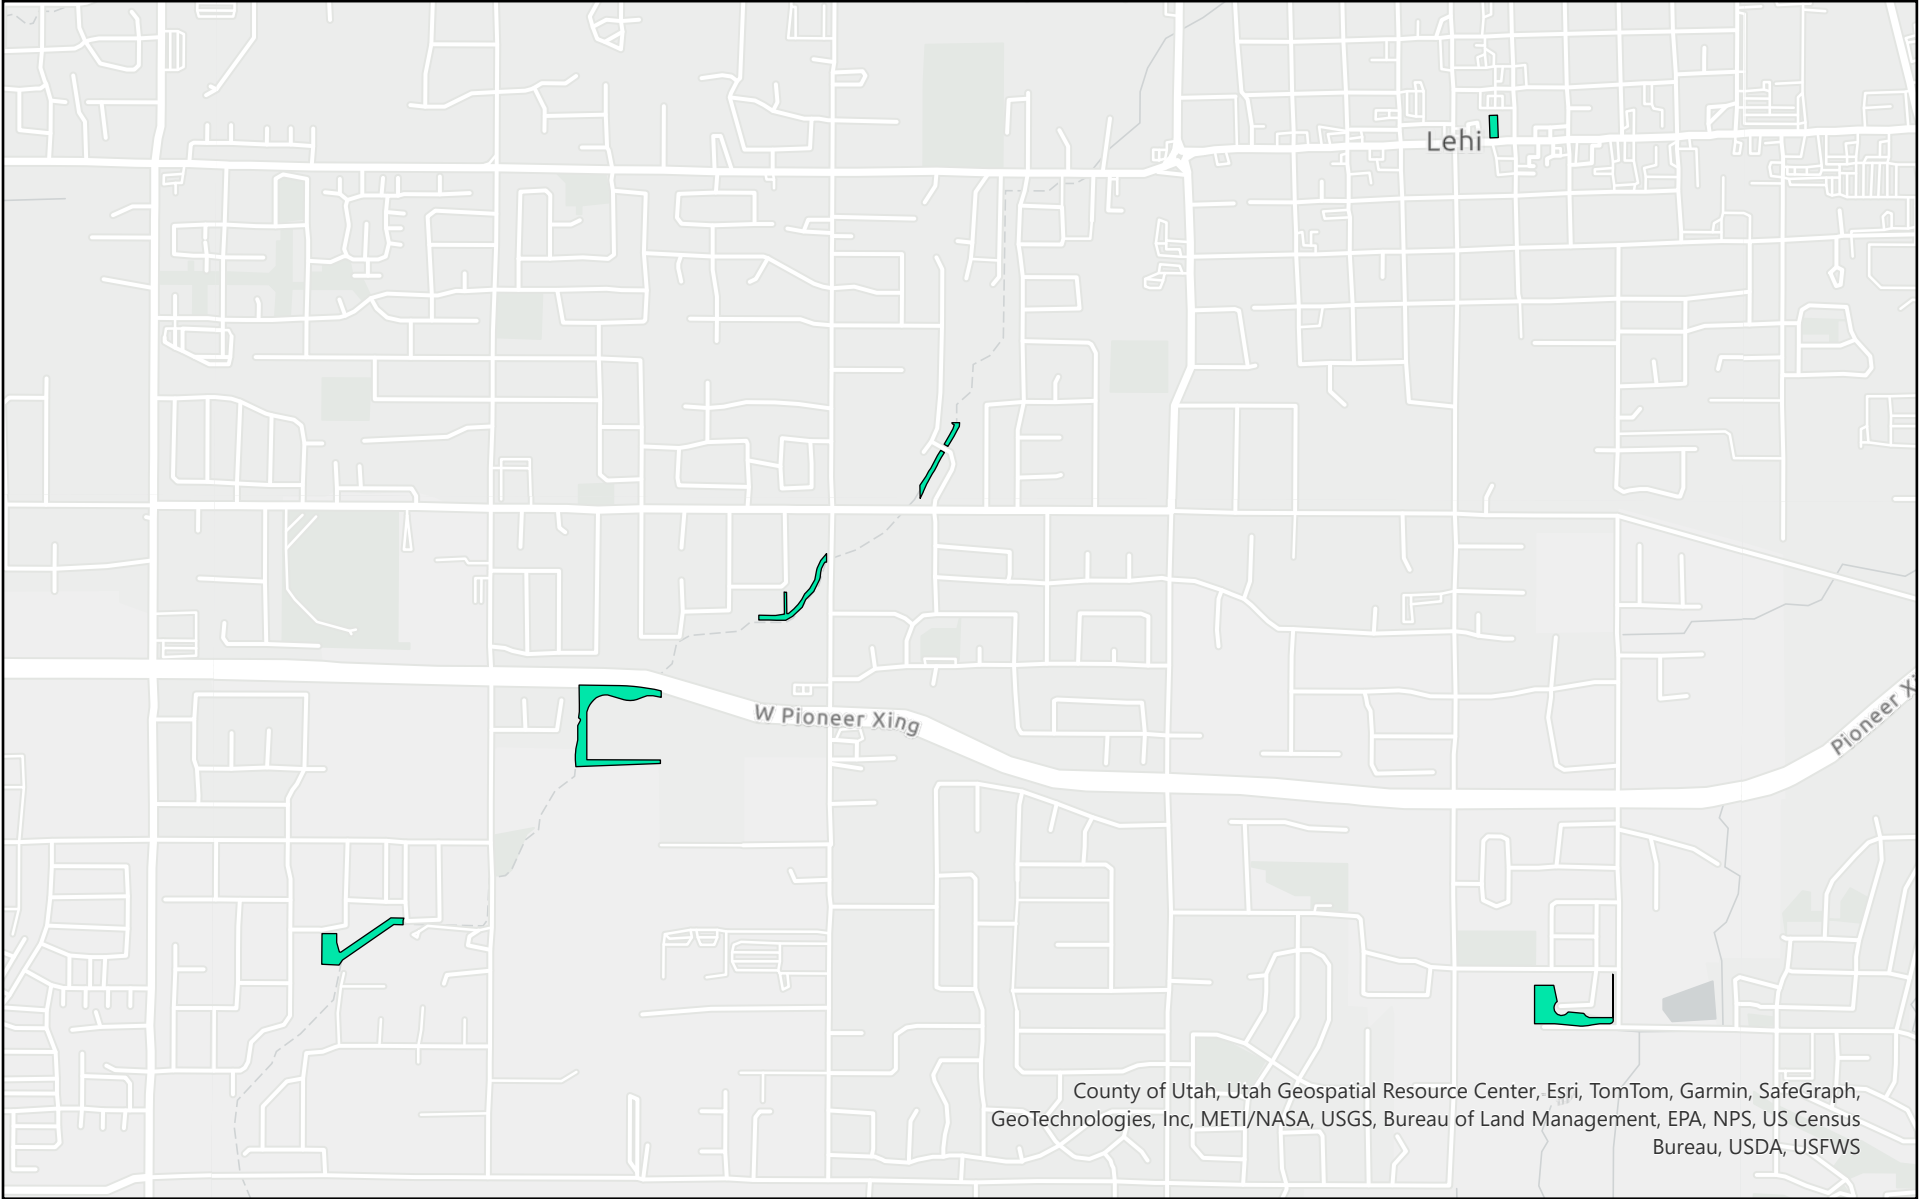 Lehi
W Pioneer Xing
Pioneer
County of Utah, Utah Geospatial Resource Center, Esri, TomTom, Garmin, SafeGraph,
GeoTechnologies, Inc, METI/NASA, USGS, Bureau of Land Management, EPA, NPS, US Census
Bureau, USDA, USFWS